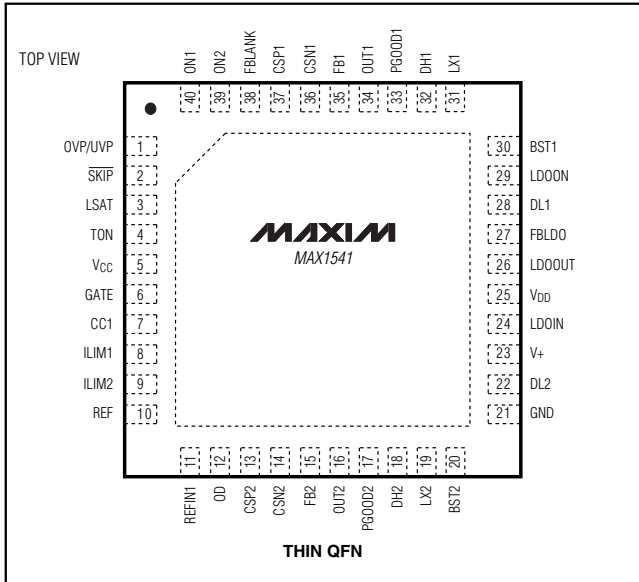 TOP VIEW
ON1
ON2
FBLANK
CSP1
CSN1
FB1
OUT1
PGOOD1
DH1
LX1
40
39
38
37
36
35
34
33
32
31
OVP/UVP 1
SKIP 2
LSAT 3
TON 4
VCC 5
GATE 6
CC1 7
ILIM1 8
ILIM2 9
REF 10
MAXIM
MAX1541
30 BST1
29 LDOON
28 DL1
27 FBLDO
26 LDOOUT
25 VDD
24 LDOIN
23 V+
22 DL2
21 GND
11
12
13
14
15
16
17
18
19
20
REFIN1
OD
CSP2
CSN2
FB2
OUT2
PGOOD2
DH2
LX2
BST2
THIN QFN